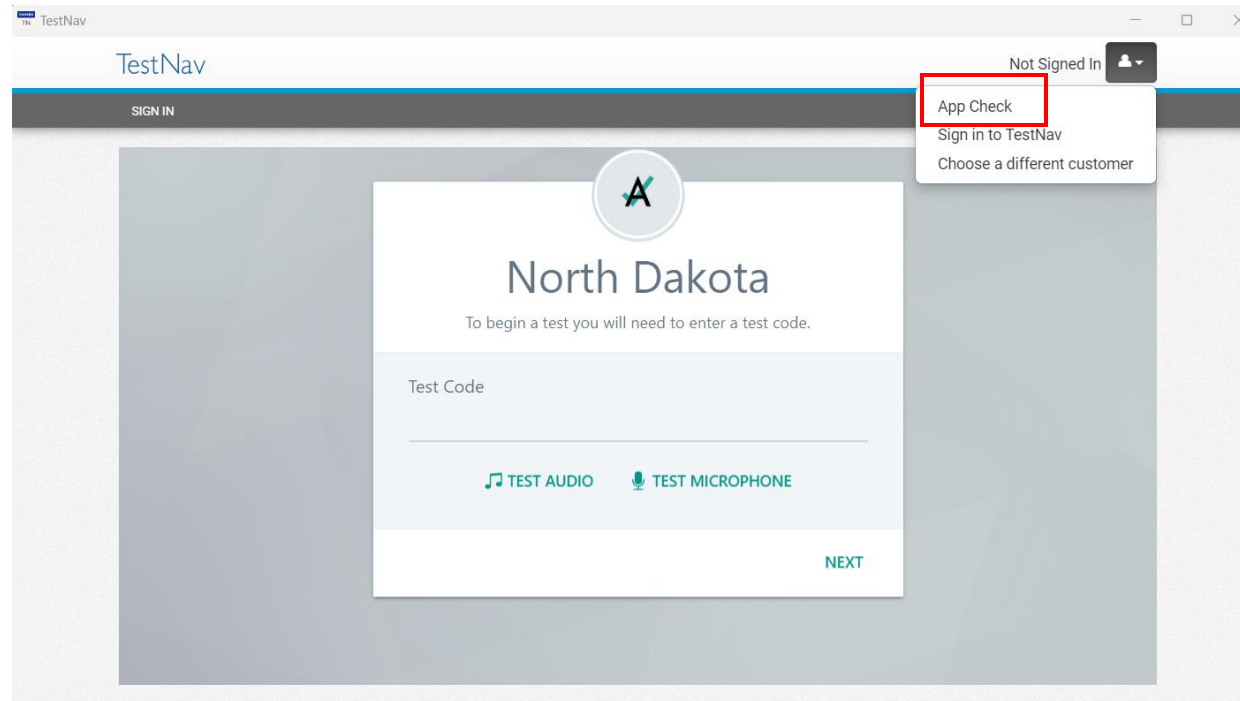 TN TestNav
TestNav
Not Signed In
SIGN IN
App Check
Sign in to TestNav
Choose a different customer
North Dakota
To begin a test you will need to enter a test code.
Test Code
TEST AUDIO TEST MICROPHONE
NEXT